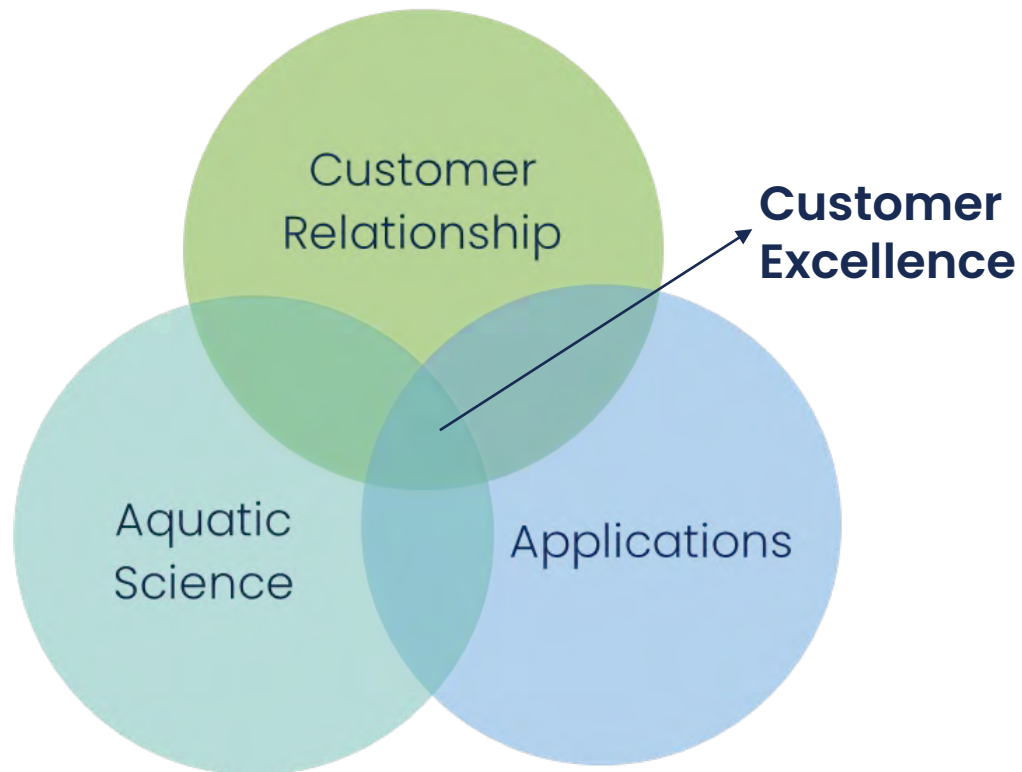 Customer
Relationship
Customer
Excellence
Aquatic
Science
Applications